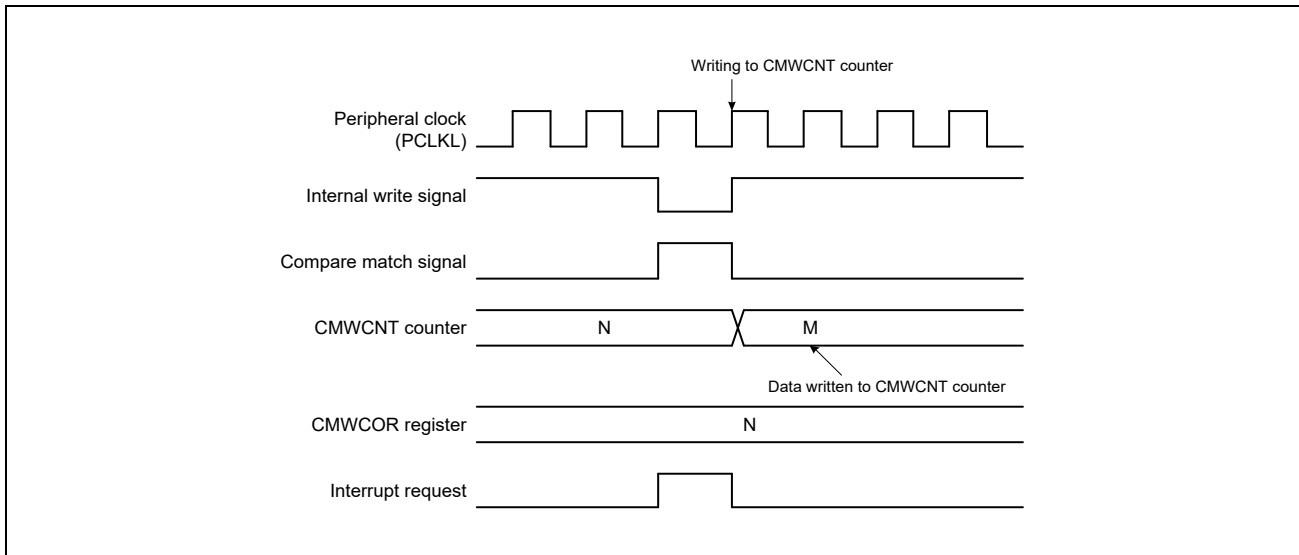 Writing to CMWCNT counter
Peripheral clock
(PCLKL)
Internal write signal
Compare match signal
CMWCNT counter
N
M
Data written to CMWCNT counter
CMWCOR register
N
Interrupt request